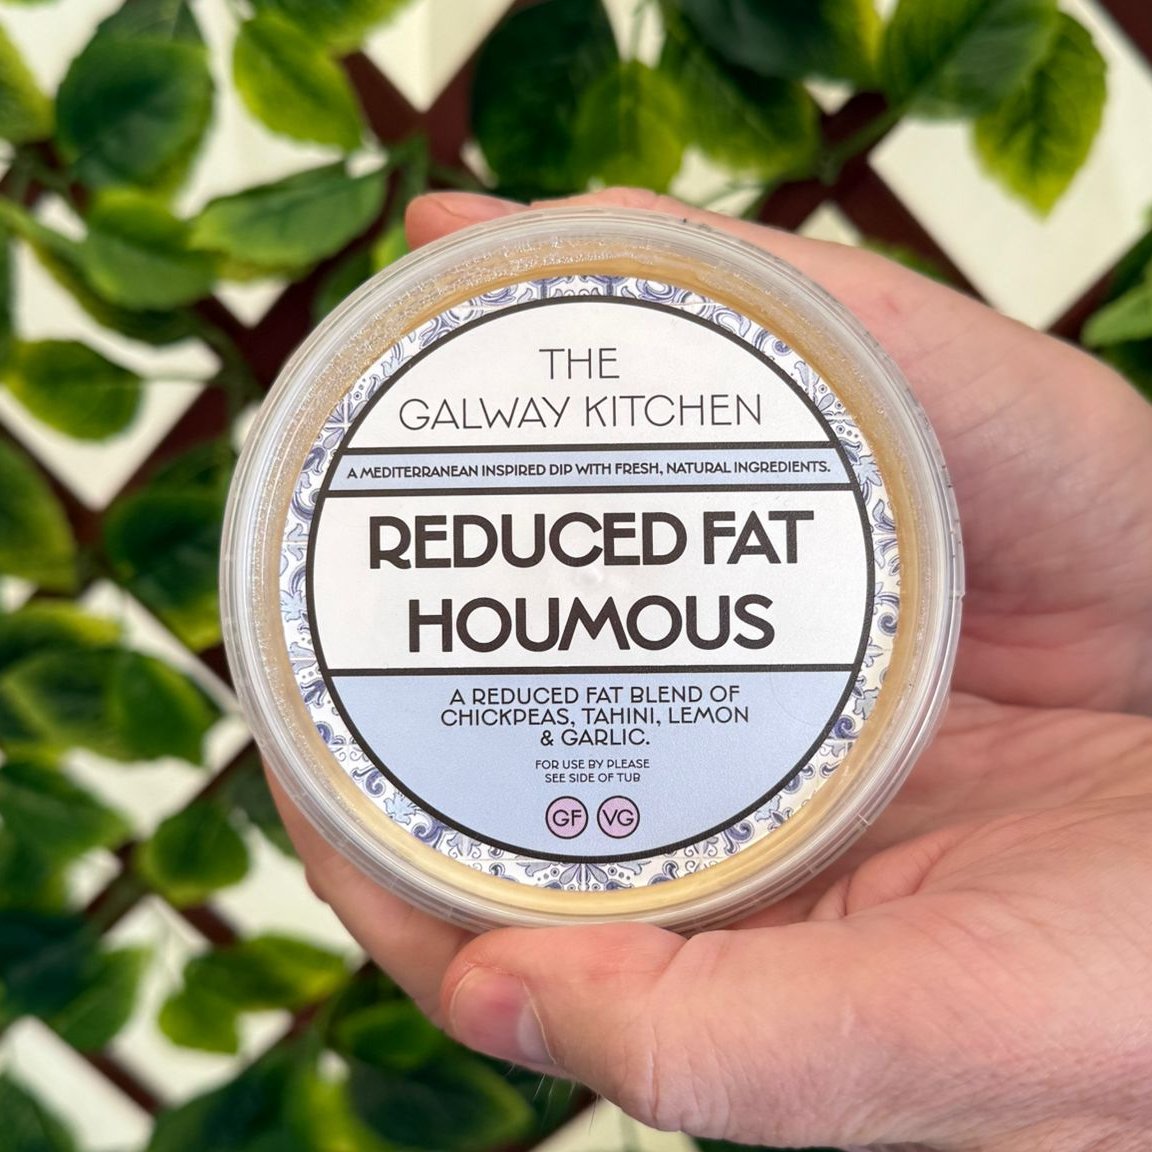 THE
GALWAY KITCHEN
A MEDITERRANEAN INSPIRED DIP WITH FRESH, NATURAL INGREDIENTS.
REDUCED FAT
HOUMOUS
A REDUCED FAT BLEND OF
CHICKPEAS, TAHINI, LEMON
& GARLIC.
FOR USE BY PLEASE
SEE SIDE OF TUB
GF VG